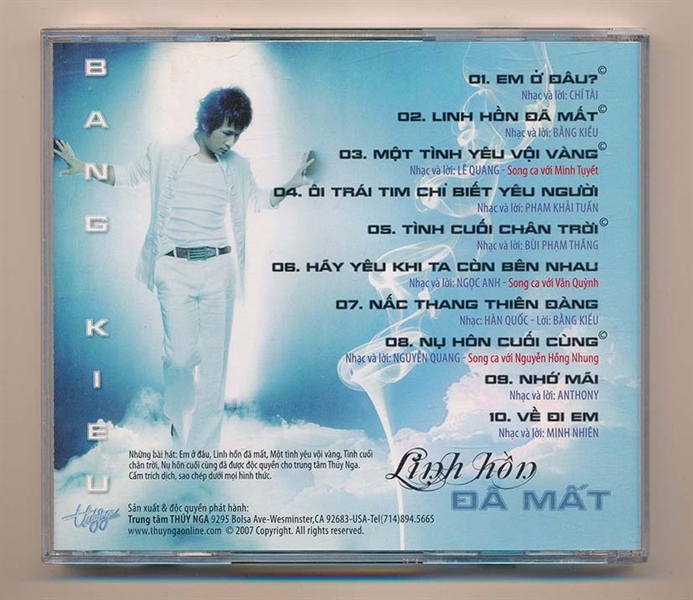 BANG KIEU
01. EM Ở ĐÂU?©
Nhạc và lời: CHÍ TÀI
02. LINH HỒN ĐÃ MẤT©
Nhạc và lời: BẰNG KIỀU
03. MỘT TÌNH YÊU VỘI VÀNG©
Nhạc và lời: LÊ QUANG - Song ca với Minh Tuyết
04. ÔI TRÁI TIM CHỈ BIẾT YÊU NGƯỜI
Nhạc và lời: PHẠM KHẢI TUẤN
05. TÌNH CUỐI CHÂN TRỜI©
Nhạc và lời: BÙI PHẠM THẮNG
06. HÃY YÊU KHI TA CÒN BÊN NHAU
Nhạc và lời: NGỌC ANH - Song ca với Vân Quỳnh
07. NẤC THANG THIÊN ĐÀNG
Nhạc: HÀN QUỐC - Lời: BẰNG KIỀU
08. NỤ HÔN CUỐI CÙNG©
Nhạc và lời: NGUYÊN QUANG - Song ca với Nguyễn Hồng Nhung
09. NHỚ MÃI
Nhạc và lời: ANTHONY
10. VỀ ĐI EM
Nhạc và lời: MINH NHIÊN
Những bài hát: Em ở đâu, Linh hồn đã mất, Một tình yêu vội vàng, Tình cuối
chân trời, Nụ hôn cuối cùng đã được độc quyền cho trung tâm Thúy Nga.
Cấm trích dịch, sao chép dưới mọi hình thức.
Linh hồn
ĐÃ MẤT
thúynga
Sản xuất & độc quyền phát hành:
Trung tâm THÚY NGA 9295 Bolsa Ave-Wesminster,CA 92683-USA-Tel(714)894.5665
www.thuyngaonline.com © 2007 Copyright. All rights reserved.